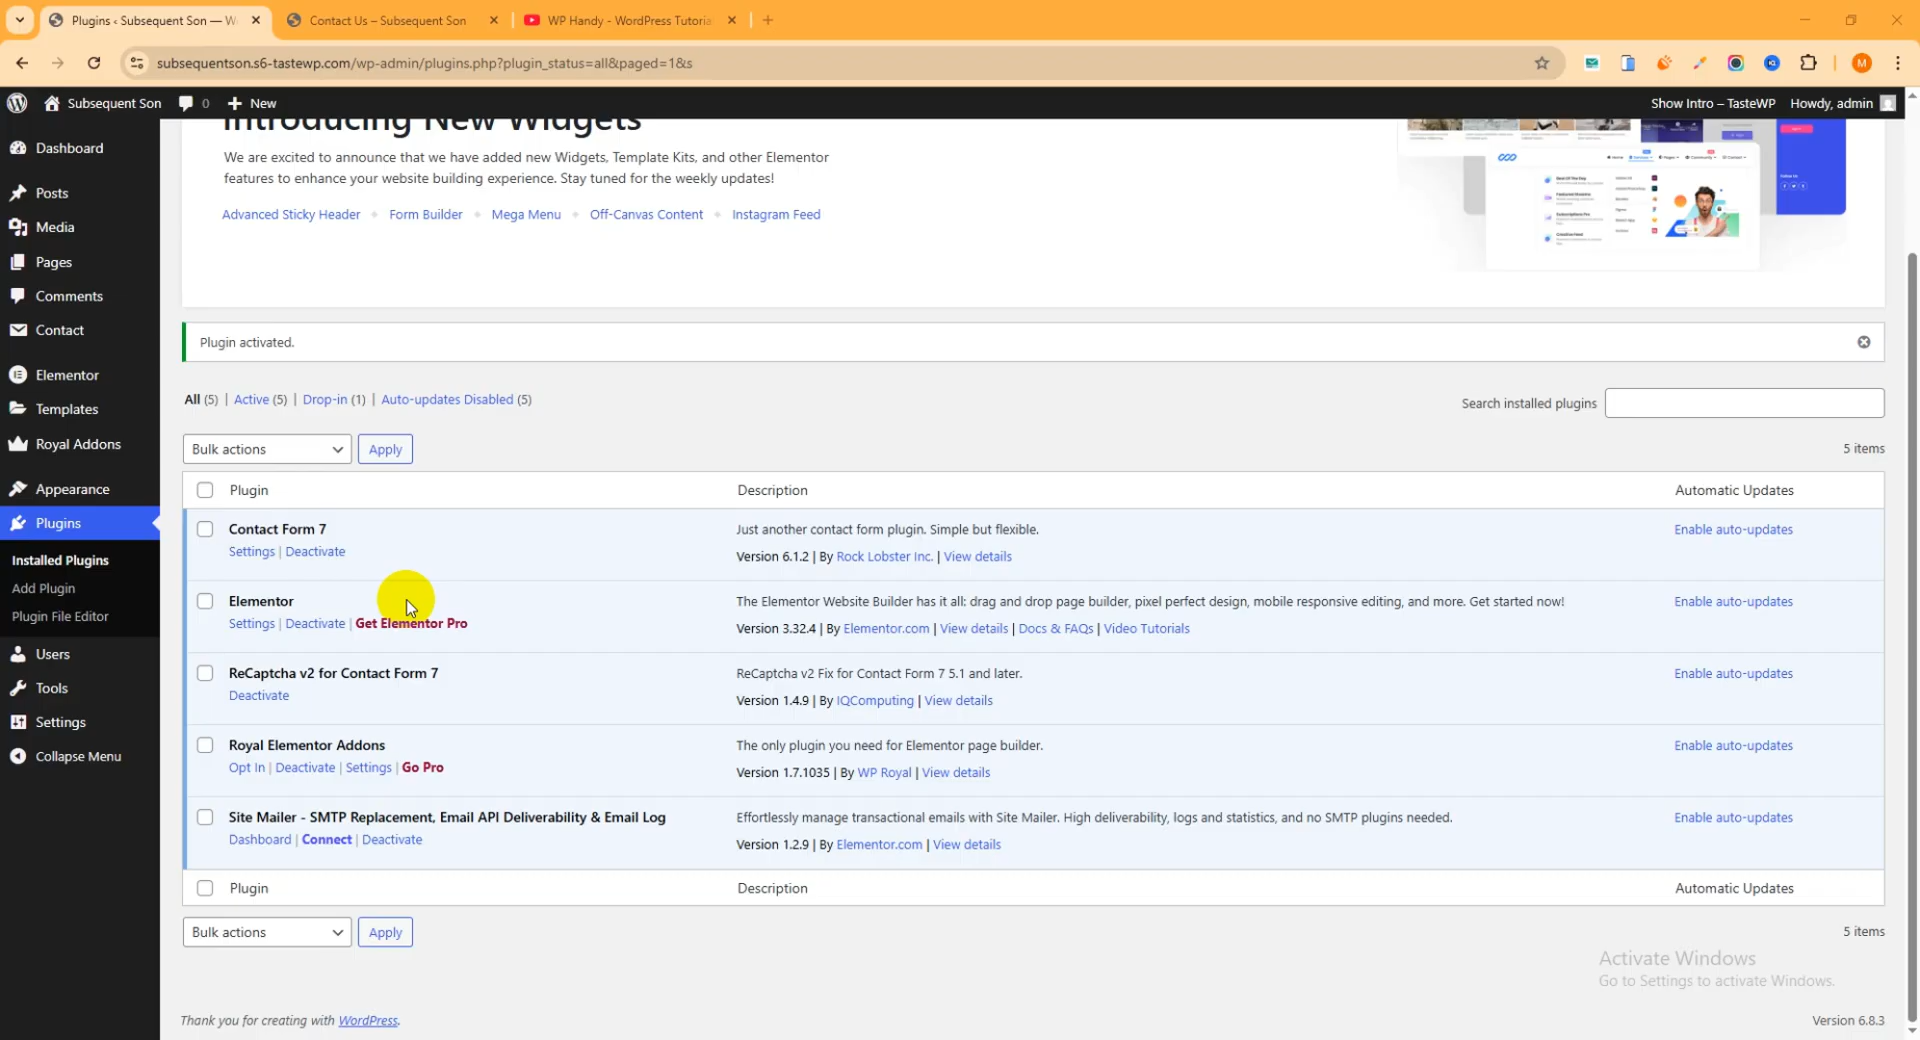 Plugins ‹ Subsequent Son — W
Contact Us – Subsequent Son
WP Handy - WordPress Tutoria
subsequentson.s6-tastewp.com/wp-admin/plugins.php?plugin_status=all&paged=1&s
M
Subsequent Son
0
New
Show Intro – TasteWP
Howdy, admin
Dashboard
Posts
Media
Pages
Comments
Contact
Elementor
Templates
Royal Addons
Appearance
Plugins
Installed Plugins
Add Plugin
Plugin File Editor
Users
Tools
Settings
Collapse Menu
Introducing New Widgets
We are excited to announce that we have added new Widgets, Template Kits, and other Elementor
features to enhance your website building experience. Stay tuned for the weekly updates!
Advanced Sticky Header
Form Builder
Mega Menu
Off-Canvas Content
Instagram Feed
Plugin activated.
All (5) | Active (5) | Drop-in (1) | Auto-updates Disabled (5)
Search installed plugins
Bulk actions
Apply
5 items
Plugin
Description
Automatic Updates
Contact Form 7
Settings | Deactivate
Just another contact form plugin. Simple but flexible.
Version 6.1.2 | By Rock Lobster Inc. | View details
Enable auto-updates
Elementor
Settings | Deactivate | Get Elementor Pro
The Elementor Website Builder has it all: drag and drop page builder, pixel perfect design, mobile responsive editing, and more. Get started now!
Version 3.32.4 | By Elementor.com | View details | Docs & FAQs | Video Tutorials
Enable auto-updates
ReCaptcha v2 for Contact Form 7
Deactivate
ReCaptcha v2 Fix for Contact Form 7 5.1 and later.
Version 1.4.9 | By IQComputing | View details
Enable auto-updates
Royal Elementor Addons
Opt In | Deactivate | Settings | Go Pro
The only plugin you need for Elementor page builder.
Version 1.7.1035 | By WP Royal | View details
Enable auto-updates
Site Mailer - SMTP Replacement, Email API Deliverability & Email Log
Dashboard | Connect | Deactivate
Effortlessly manage transactional emails with Site Mailer. High deliverability, logs and statistics, and no SMTP plugins needed.
Version 1.2.9 | By Elementor.com | View details
Enable auto-updates
Plugin
Description
Automatic Updates
Bulk actions
Apply
5 items
Activate Windows
Go to Settings to activate Windows.
Thank you for creating with WordPress.
Version 6.8.3